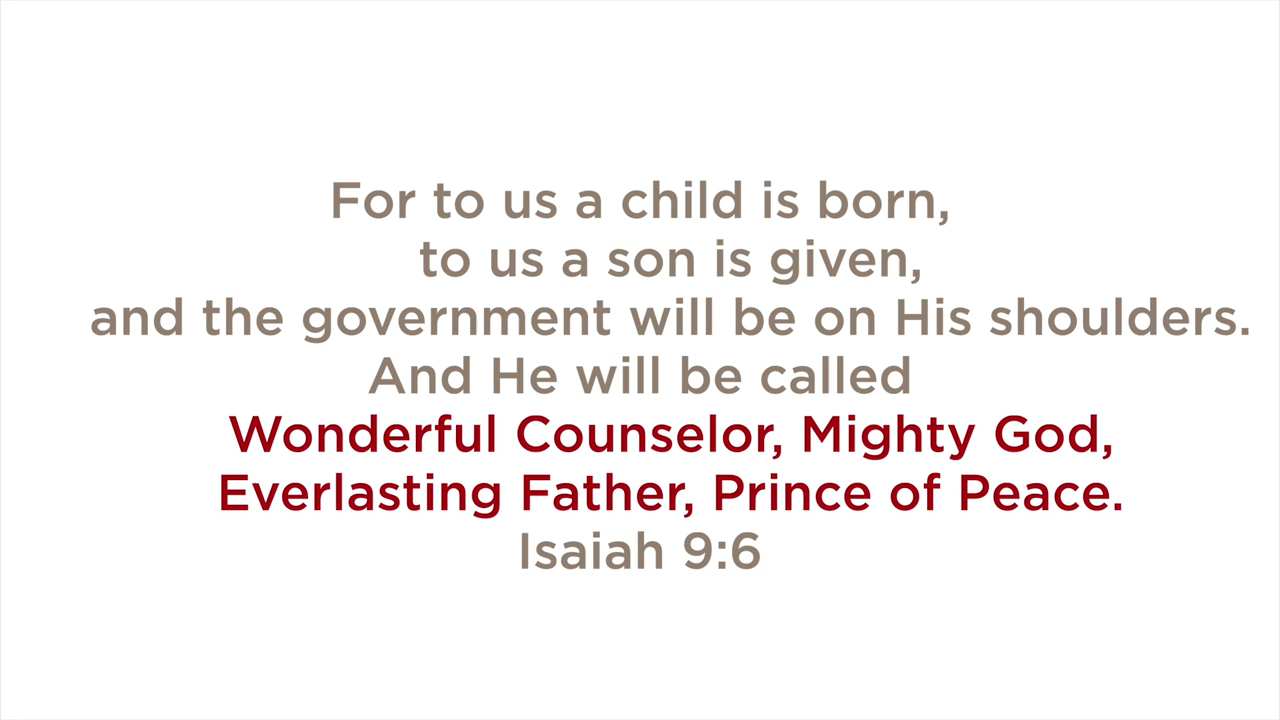 For to us a child is born,
to us a son is given,
and the government will be on His shoulders.
And He will be called
Wonderful Counselor, Mighty God,
Everlasting Father, Prince of Peace.
Isaiah 9:6